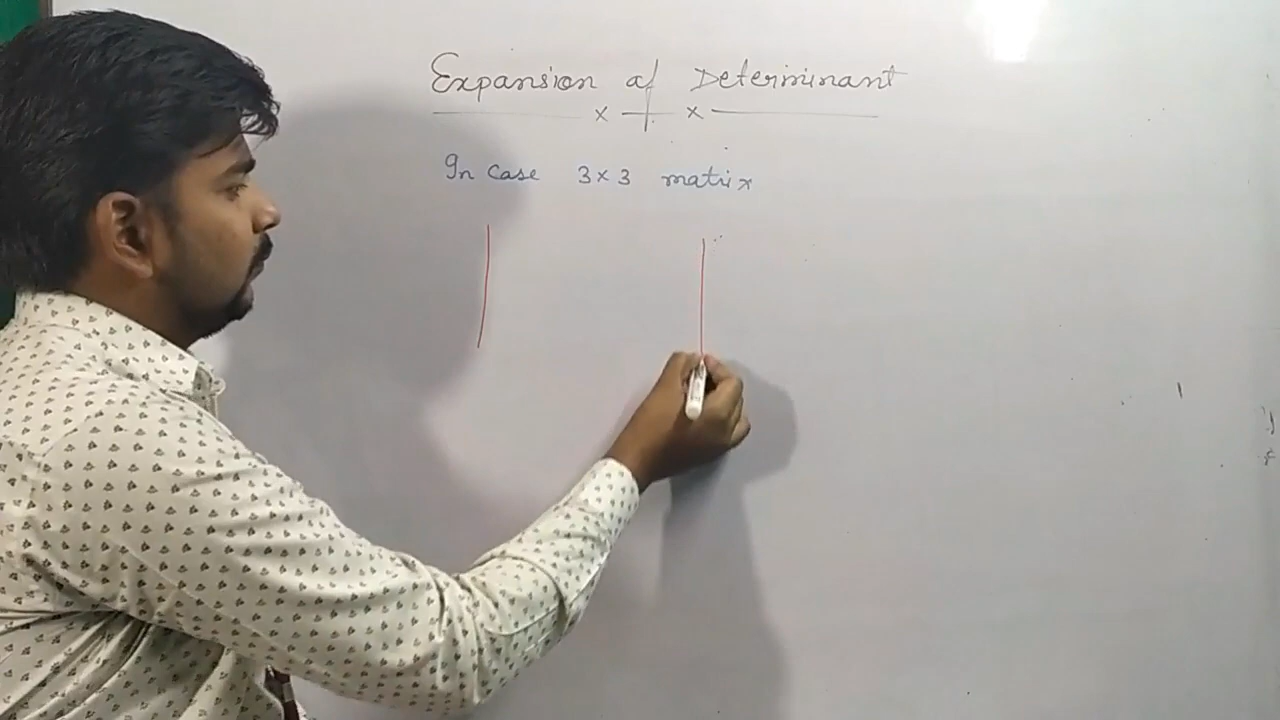 Expansion of Determinant
In case 3×3 matrix